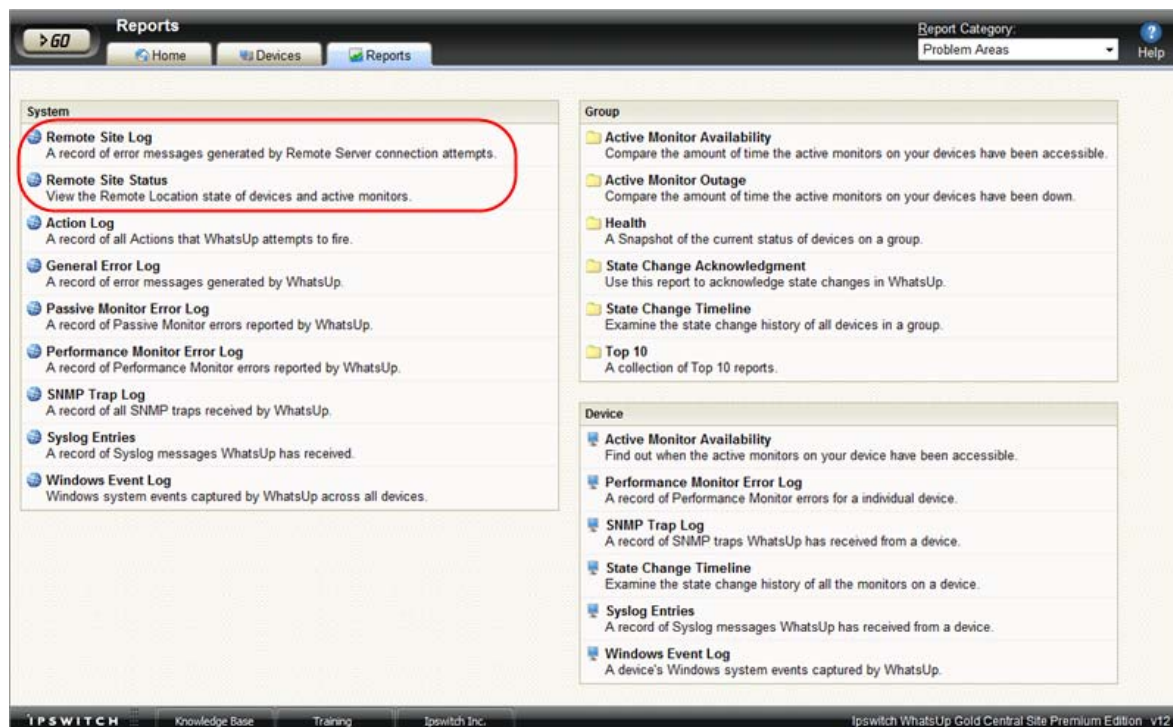 Reports
GO
Home
Devices
Reports
Report Category:
Problem Areas
?
Help
System
Remote Site Log
A record of error messages generated by Remote Server connection attempts.
Remote Site Status
View the Remote Location state of devices and active monitors.
Action Log
A record of all Actions that WhatsUp attempts to fire.
General Error Log
A record of error messages generated by WhatsUp.
Passive Monitor Error Log
A record of Passive Monitor errors reported by WhatsUp.
Performance Monitor Error Log
A record of Performance Monitor errors reported by WhatsUp.
SNMP Trap Log
A record of all SNMP traps received by WhatsUp.
Syslog Entries
A record of Syslog messages WhatsUp has received.
Windows Event Log
Windows system events captured by WhatsUp across all devices.
Group
Active Monitor Availability
Compare the amount of time the active monitors on your devices have been accessible.
Active Monitor Outage
Compare the amount of time the active monitors on your devices have been down.
Health
A Snapshot of the current status of devices on a group.
State Change Acknowledgment
Use this report to acknowledge state changes in WhatsUp.
State Change Timeline
Examine the state change history of all devices in a group.
Top 10
A collection of Top 10 reports.
Device
Active Monitor Availability
Find out when the active monitors on your device have been accessible.
Performance Monitor Error Log
A record of Performance Monitor errors for a individual device.
SNMP Trap Log
A record of SNMP traps WhatsUp has received from a device.
State Change Timeline
Examine the state change history of all the monitors on a device.
Syslog Entries
A record of Syslog messages WhatsUp has received from a device.
Windows Event Log
A device's Windows system events captured by WhatsUp.
IPSWITCH
Knowledge Base
Training
Ipswitch Inc.
Ipswitch WhatsUp Gold Central Site Premium Edition v12